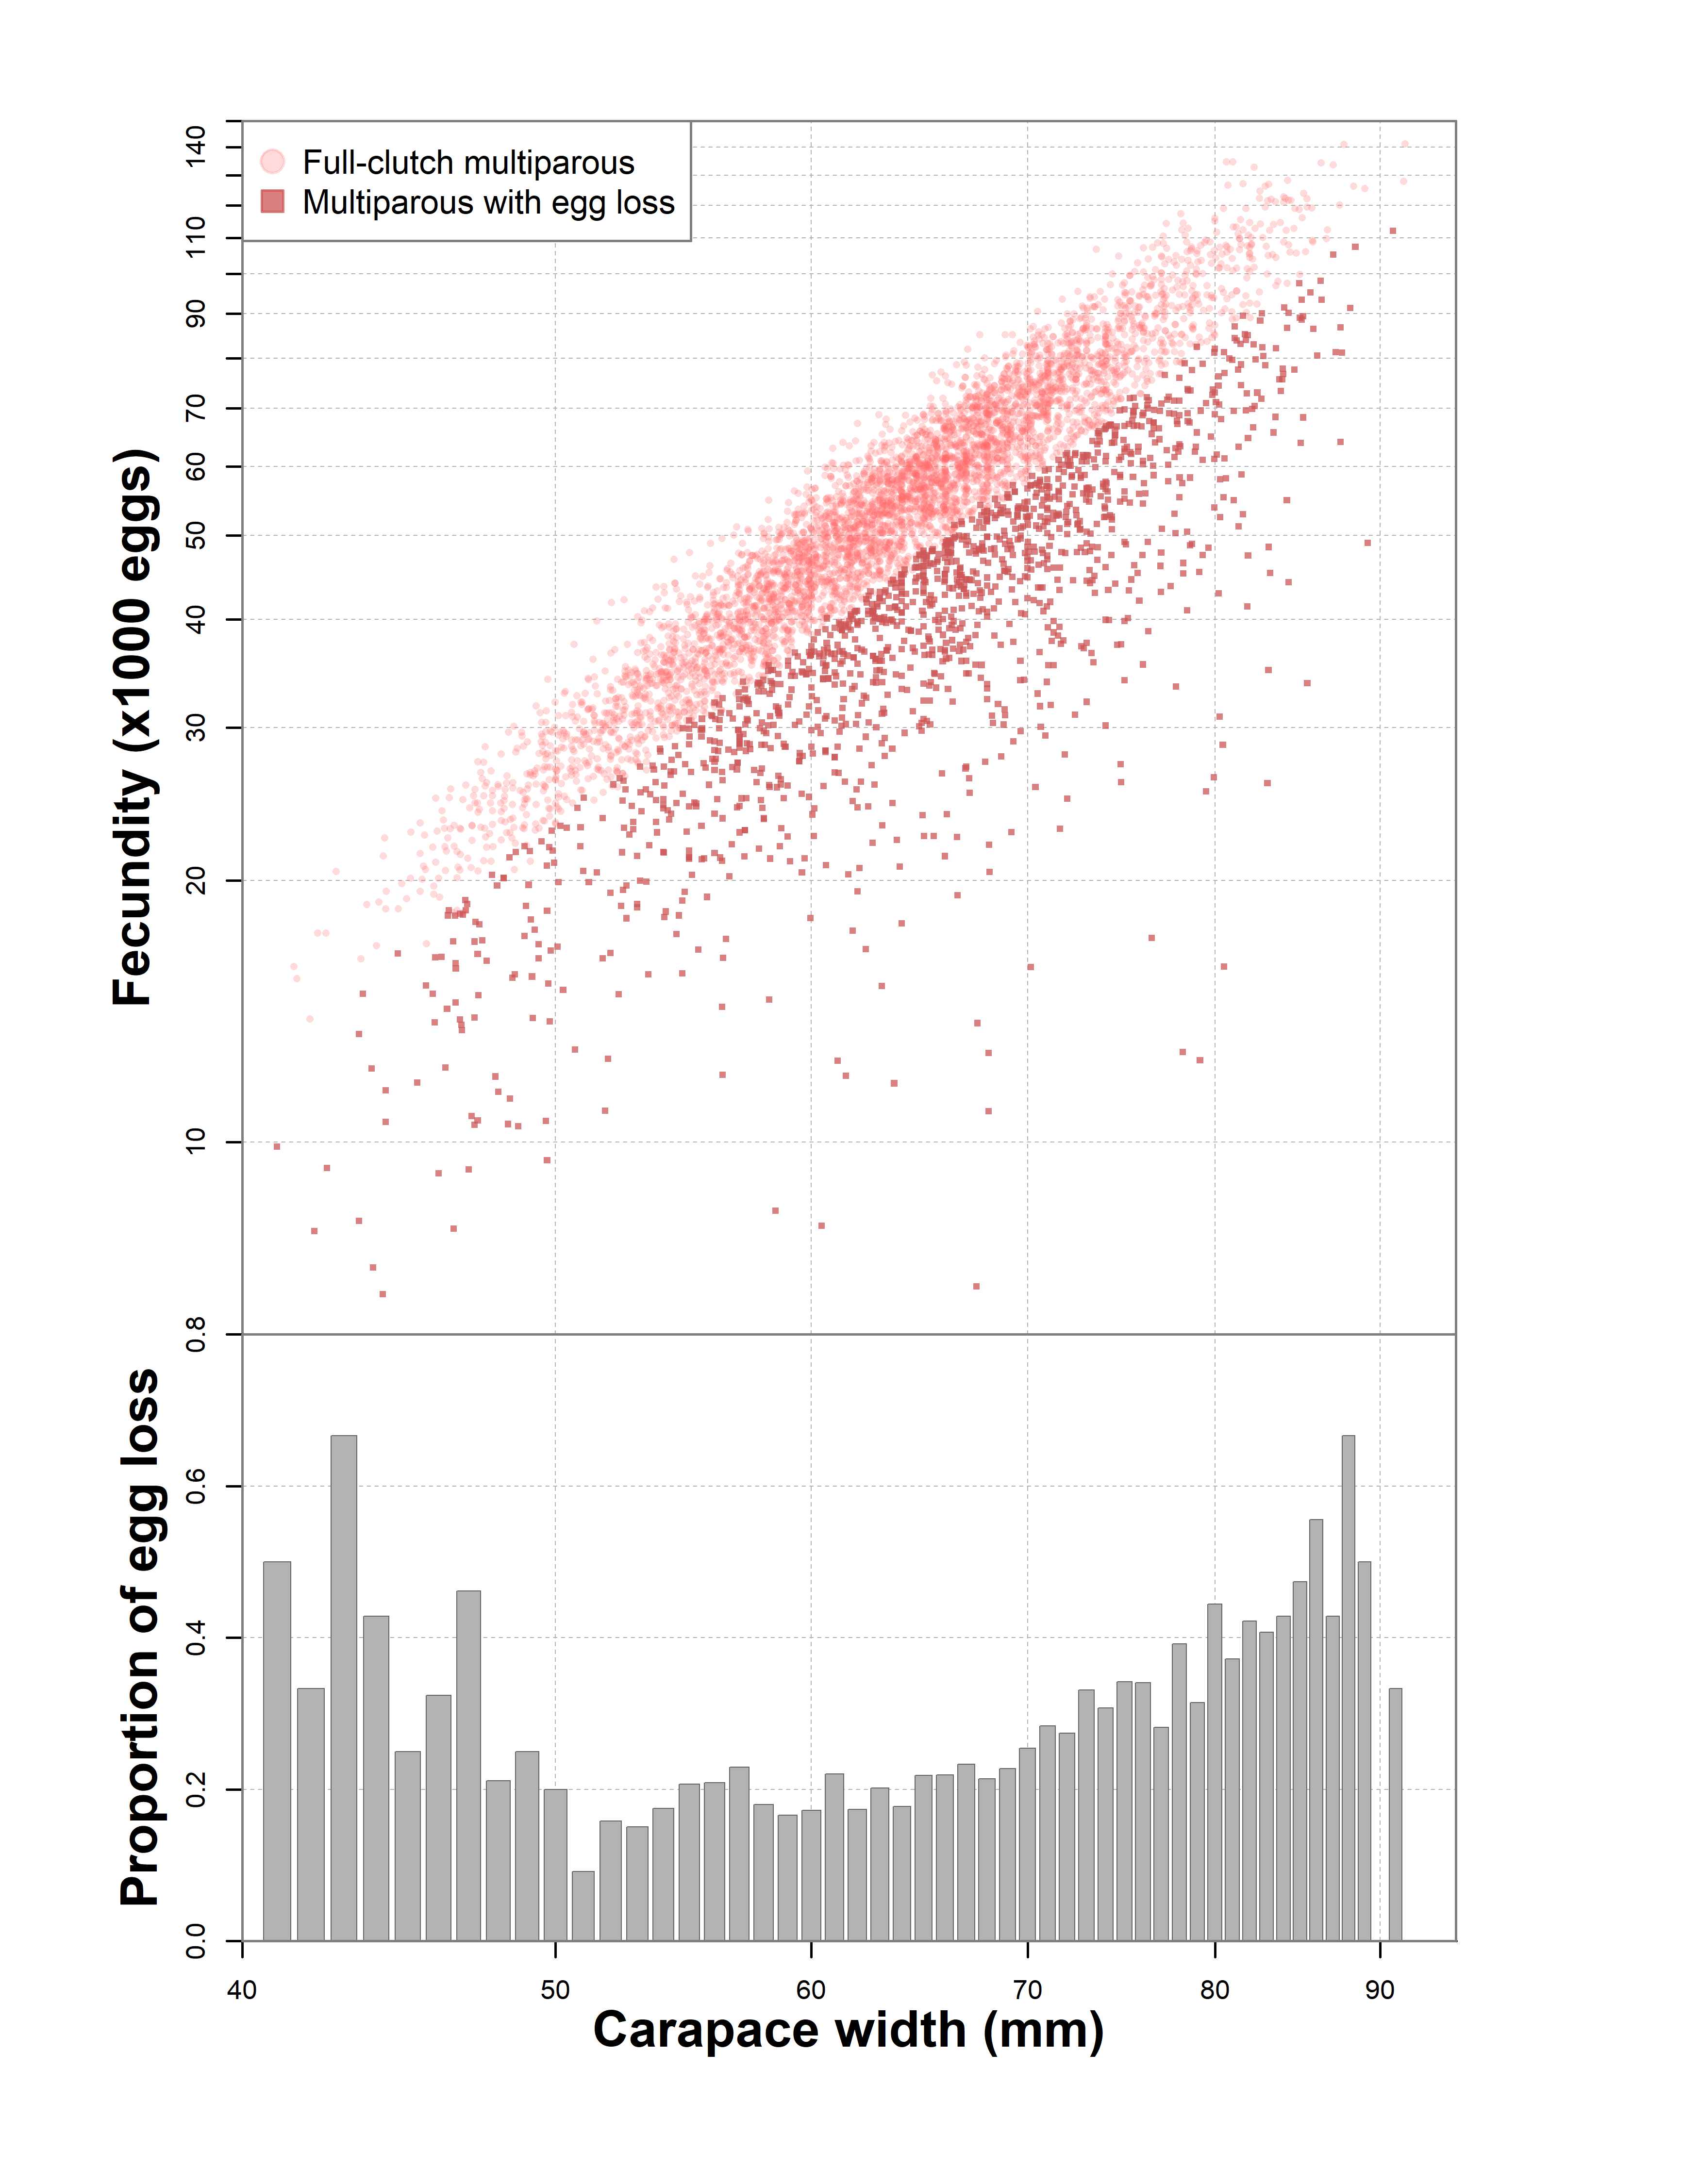 Full-clutch multiparous
Multiparous with egg loss
Fecundity (x1000 eggs)
140
110
90
70
60
50
40
30
20
10
Proportion of egg loss
0.8
0.6
0.4
0.2
0.0
40 50 60 70 80 90
Carapace width (mm)